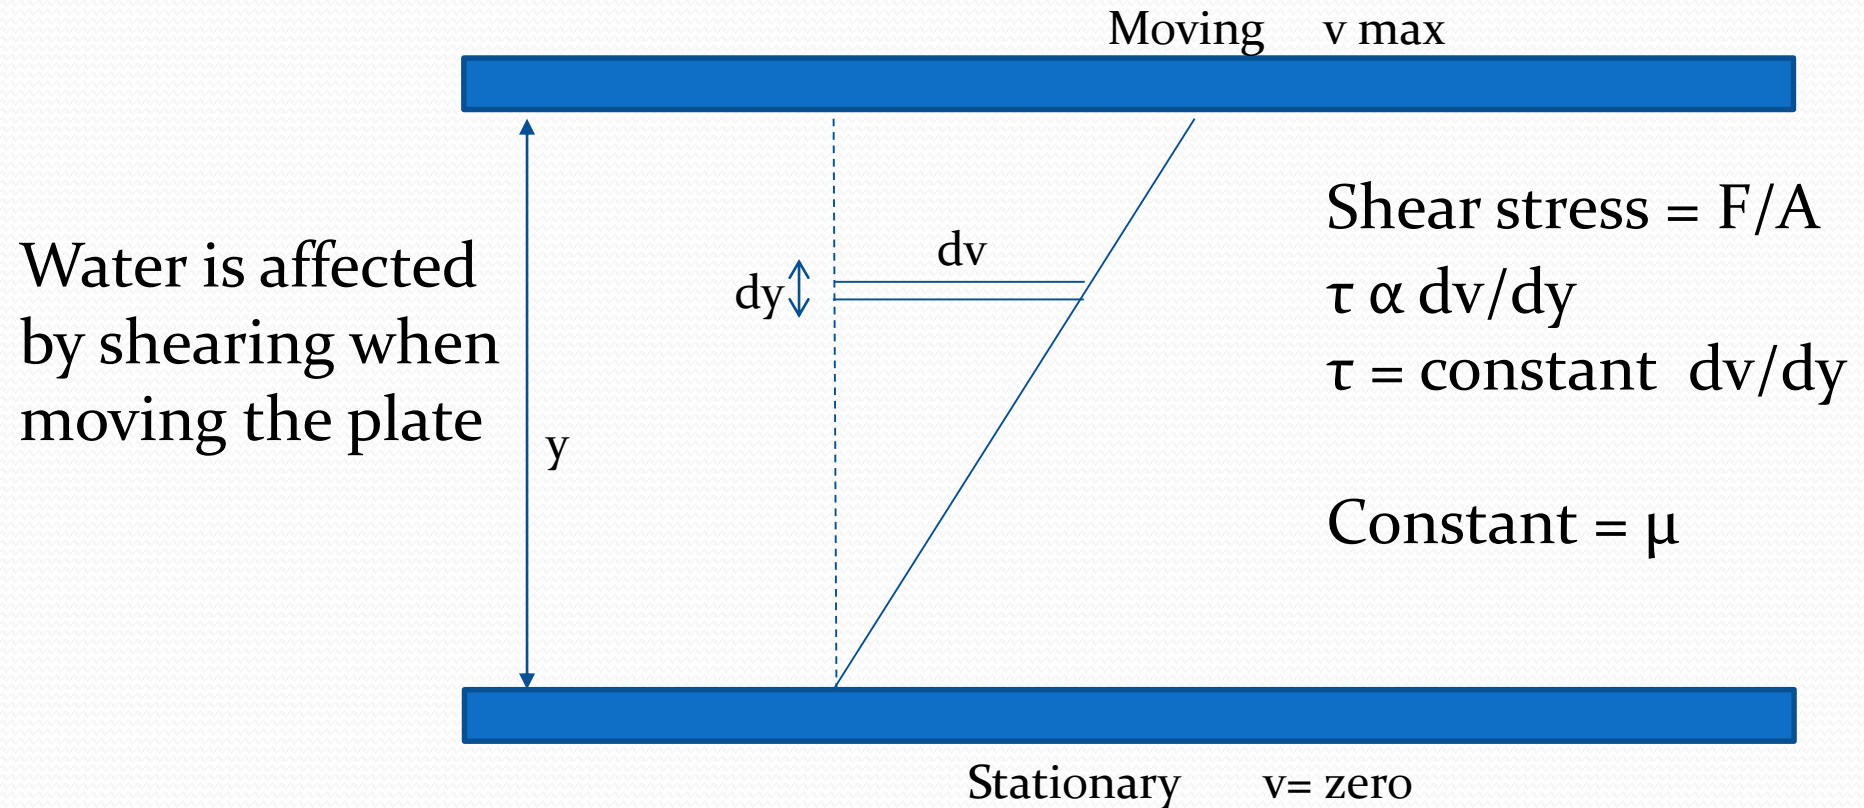 Moving v max
Water is affected
by shearing when
moving the plate
y
dy
dv
Shear stress = F/A
τ α dv/dy
τ = constant dv/dy
Constant = μ
Stationary v= zero